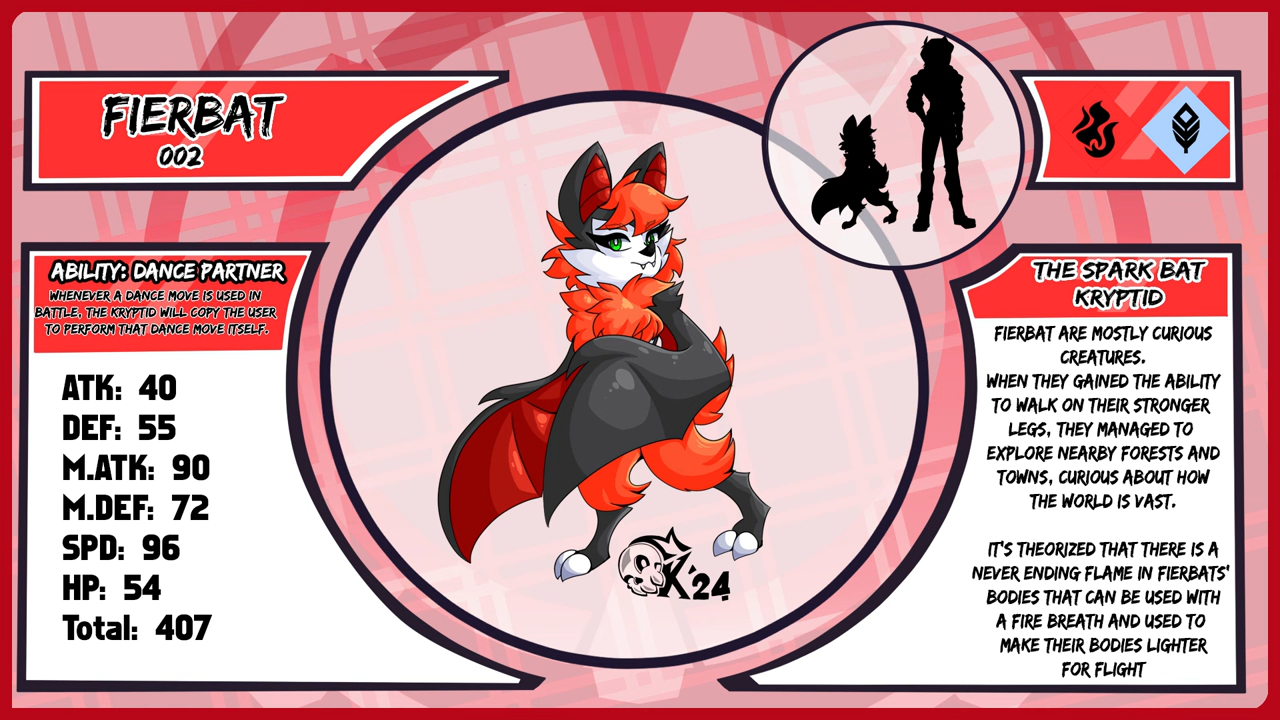 FIERBAT
002
ABILITY: DANCE PARTNER
WHENEVER A DANCE MOVE IS USED IN
BATTLE, THE KRYPTID WILL COPY THE USER
TO PERFORM THAT DANCE MOVE ITSELF.
ATK: 40
DEF: 55
M.ATK: 90
M.DEF: 72
SPD: 96
HP: 54
Total: 407
K'24
THE SPARK BAT
KRYPTID
FIERBAT ARE MOSTLY CURIOUS
CREATURES.
WHEN THEY GAINED THE ABILITY
TO WALK ON THEIR STRONGER
LEGS, THEY MANAGED TO
EXPLORE NEARBY FORESTS AND
TOWNS, CURIOUS ABOUT HOW
THE WORLD IS VAST.
IT'S THEORIZED THAT THERE IS A
NEVER ENDING FLAME IN FIERBATS'
BODIES THAT CAN BE USED WITH
A FIRE BREATH AND USED TO
MAKE THEIR BODIES LIGHTER
FOR FLIGHT